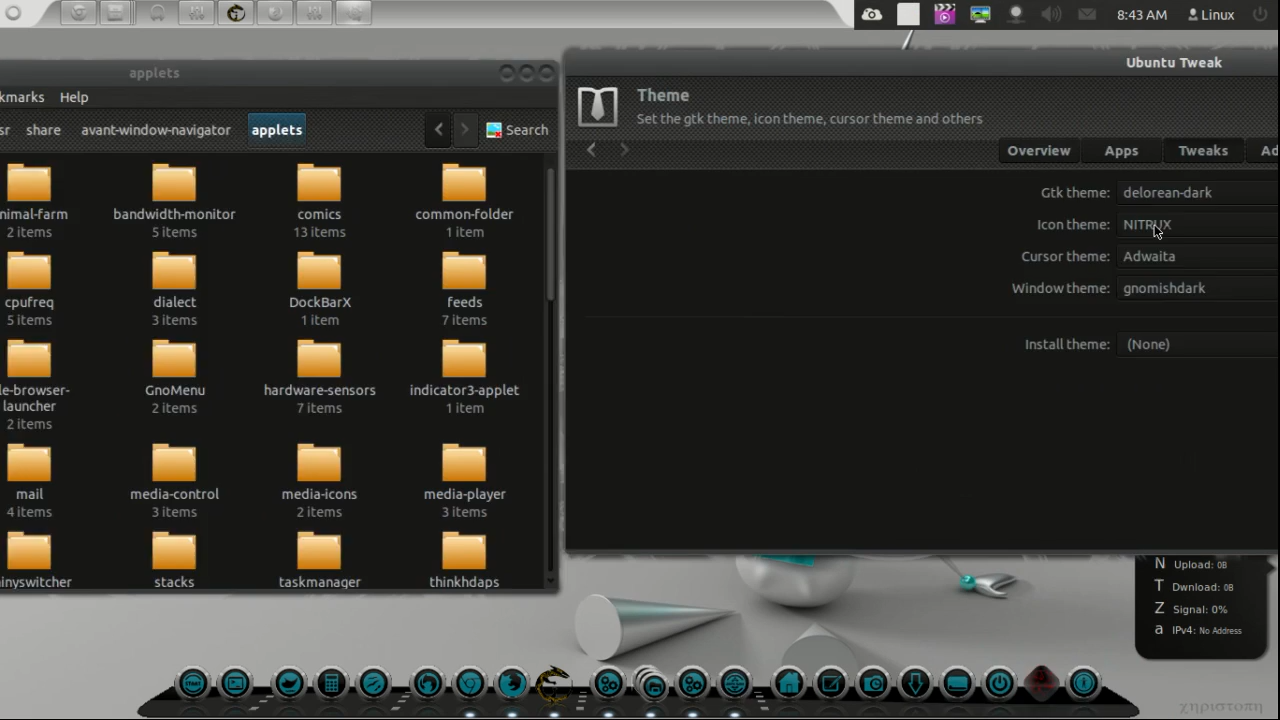 8:43 AM Linux
applets
kmarks Help
sr share avant-window-navigator applets Search
nimal-farm bandwidth-monitor comics common-folder
2 items 5 items 13 items 1 item
cpufreq dialect DockBarX feeds
5 items 3 items 1 item 7 items
le-browser-
launcher GnoMenu hardware-sensors indicator3-applet
2 items 2 items 7 items 1 item
mail media-control media-icons media-player
4 items 3 items 2 items 3 items
inyswitcher stacks taskmanager thinkhdaps
Ubuntu Tweak
Theme
Set the gtk theme, icon theme, cursor theme and others
Overview Apps Tweaks Ad
Gtk theme: delorean-dark
Icon theme: NITRUX
Cursor theme: Adwaita
Window theme: gnomishdark
Install theme: (None)
N Upload: 0B
T Dwnload: 0B
Z Signal: 0%
a IPv4: No Address
START
χηριστοπη